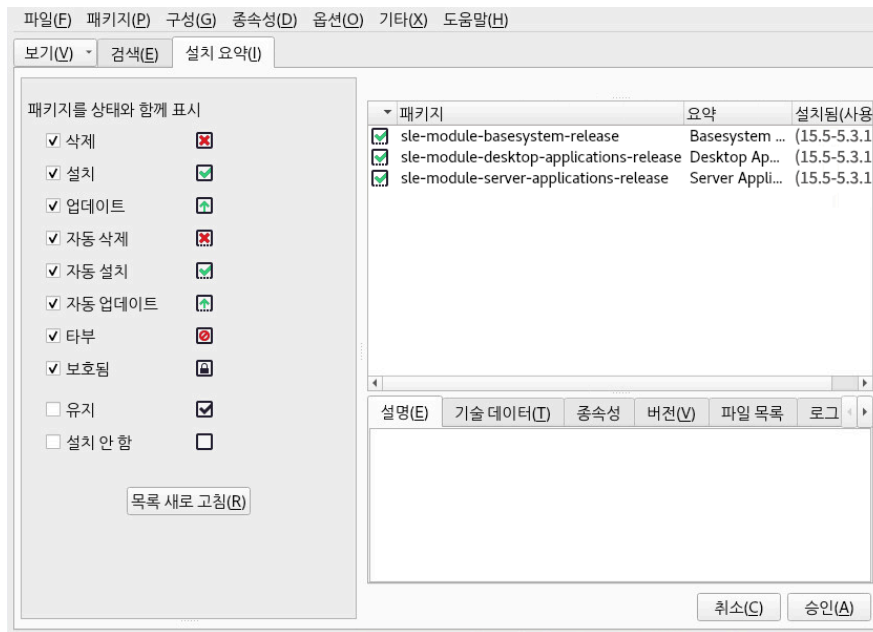 파일(F) 패키지(P) 구성(G) 종속성(D) 옵션(O) 기타(X) 도움말(H)
보기(V) 검색(E) 설치 요약(I)
패키지를 상태와 함께 표시
삭제
설치
업데이트
자동 삭제
자동 설치
자동 업데이트
타부
보호됨
유지
설치 안 함
목록 새로 고침(R)
패키지 요약 설치됨(사용
sle-module-basesystem-release Basesystem ... (15.5-5.3.1
sle-module-desktop-applications-release Desktop Ap... (15.5-5.3.1
sle-module-server-applications-release Server Appli... (15.5-5.3.1
설명(E) 기술 데이터(T) 종속성 버전(V) 파일 목록 로그
취소(C) 승인(A)